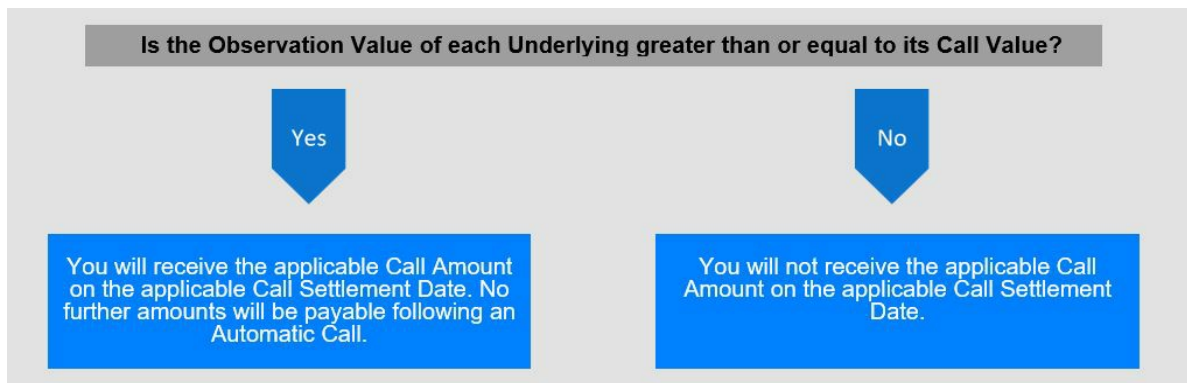 Is the Observation Value of each Underlying greater than or equal to its Call Value?
Yes
No
You will receive the applicable Call Amount
on the applicable Call Settlement Date. No
further amounts will be payable following an
Automatic Call.
You will not receive the applicable Call
Amount on the applicable Call Settlement
Date.